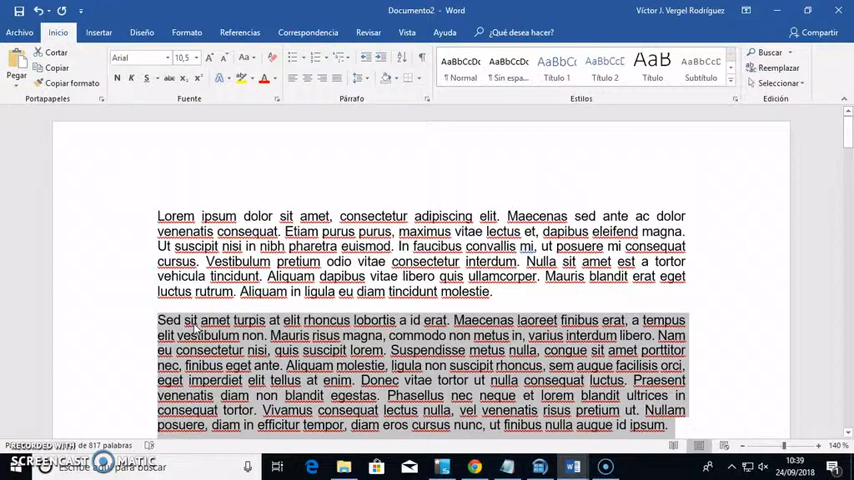 Documento2 - Word
Víctor J. Vergel Rodríguez
Archivo Inicio Insertar Diseño Formato Referencias Correspondencia Revisar Vista ¿Qué desea hacer? Compartir
Pegar
Cortar
Copiar
Copiar formato
Portapapeles
Arial 10,5
N K S abc
Fuente
Párrafo
AaBbCcDc AaBbCcDc AaBbCc AaBbCcC AaB AaBbCcD
¶ Normal ¶ Sin espa... Título 1 Título 2 Título Subtítulo
Estilos
Buscar
Reemplazar
Seleccionar
Edición
Lorem ipsum dolor sit amet, consectetur adipiscing elit. Maecenas sed ante ac dolor
venenatis consequat. Etiam purus purus, maximus vitae lectus et, dapibus eleifend magna.
Ut suscipit nisi in nibh pharetra euismod. In faucibus convallis mi, ut posuere mi consequat
cursus. Vestibulum pretium odio vitae consectetur interdum. Nulla sit amet est a tortor
vehicula tincidunt. Aliquam dapibus vitae libero quis ullamcorper. Mauris blandit erat eget
luctus rutrum. Aliquam in ligula eu diam tincidunt molestie.
Sed sit amet turpis at elit rhoncus lobortis a id erat. Maecenas laoreet finibus erat, a tempus
elit vestibulum non. Mauris risus magna, commodo non metus in, varius interdum libero. Nam
eu consectetur nisi, quis suscipit lorem. Suspendisse metus nulla, congue sit amet porttitor
nec, finibus eget ante. Aliquam molestie, ligula non suscipit rhoncus, sem augue facilisis orci,
eget imperdiet elit tellus at enim. Donec vitae tortor ut nulla consequat luctus. Praesent
venenatis diam non blandit egestas. Phasellus nec neque et lorem blandit ultrices in
consequat tortor. Vivamus consequat lectus nulla, vel venenatis risus pretium ut. Nullam
posuere, diam in efficitur tempor, diam eros cursus nunc, ut finibus nulla augue id ipsum.
RECORDED WITH
de 817 palabras
140 %
SCREENCAST MATIC
buscar
10:39
24/09/2018